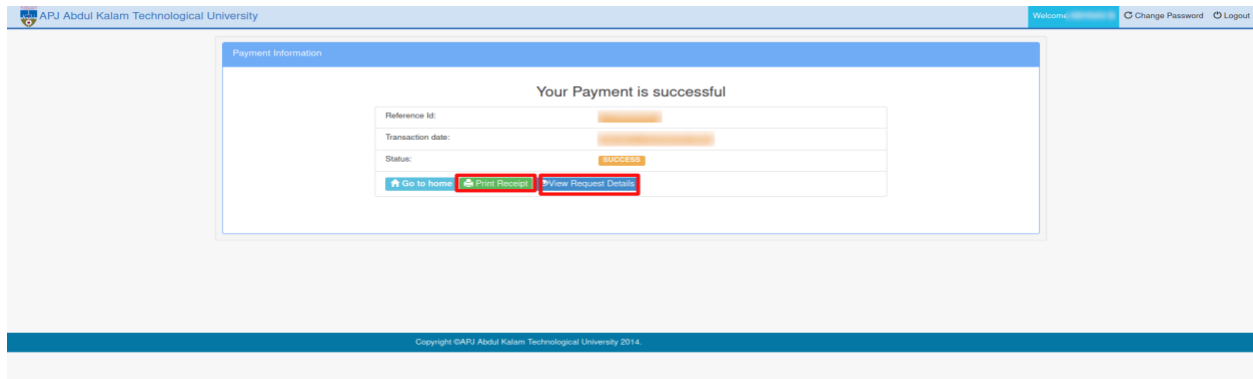 APJ Abdul Kalam Technological University Welcome Change Password Logout
Payment Information
Your Payment is successful
Reference Id:
Transaction date:
Status: SUCCESS
Go to home Print Receipt View Request Details
Copyright ©APJ Abdul Kalam Technological University 2014.